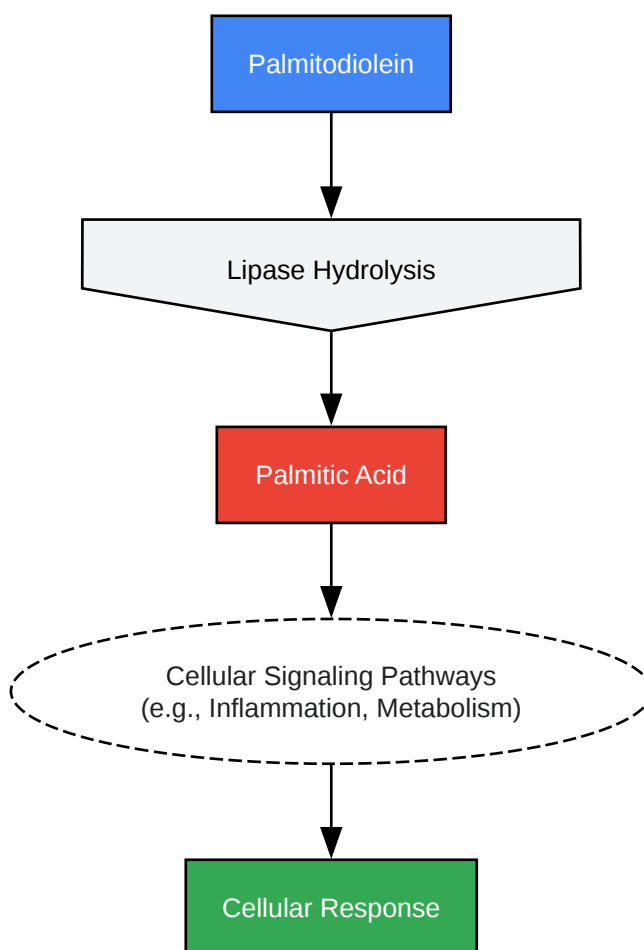 Palmitodiolein
Lipase Hydrolysis
Palmitic Acid
Cellular Signaling Pathways
(e.g., Inflammation, Metabolism)
Cellular Response